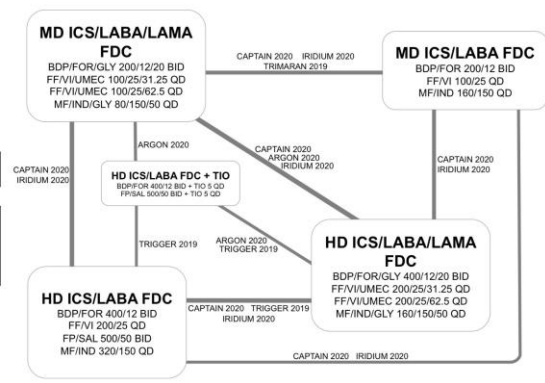 MD ICS/LABA/LAMA
FDC
BDP/FOR/GLY 200/12/20 BID
FF/VI/UMEC 100/25/31.25 QD
FF/VI/UMEC 100/25/62.5 QD
MF/IND/GLY 80/150/50 QD
CAPTAIN 2020 IRIDIUM 2020
TRIMARAN 2019
MD ICS/LABA FDC
BDP/FOR 200/12 BID
FF/VI 100/25 QD
MF/IND 160/150 QD
ARGON 2020
CAPTAIN 2020
ARGON 2020
IRIDIUM 2020
CAPTAIN 2020
IRIDIUM 2020
CAPTAIN 2020
IRIDIUM 2020
HD ICS/LABA FDC + TIO
BDP/FOR 400/12 BID + TIO 5 QD
FP/SAL 500/50 BID + TIO 5 QD
TRIGGER 2019
ARGON 2020
TRIGGER 2019
HD ICS/LABA/LAMA
FDC
BDP/FOR/GLY 400/12/20 BID
FF/VI/UMEC 200/25/31.25 QD
FF/VI/UMEC 200/25/62.5 QD
MF/IND/GLY 160/150/50 QD
HD ICS/LABA FDC
BDP/FOR 400/12 BID
FF/VI 200/25 QD
FP/SAL 500/50 BID
MF/IND 320/150 QD
CAPTAIN 2020 TRIGGER 2019
IRIDIUM 2020
CAPTAIN 2020 IRIDIUM 2020